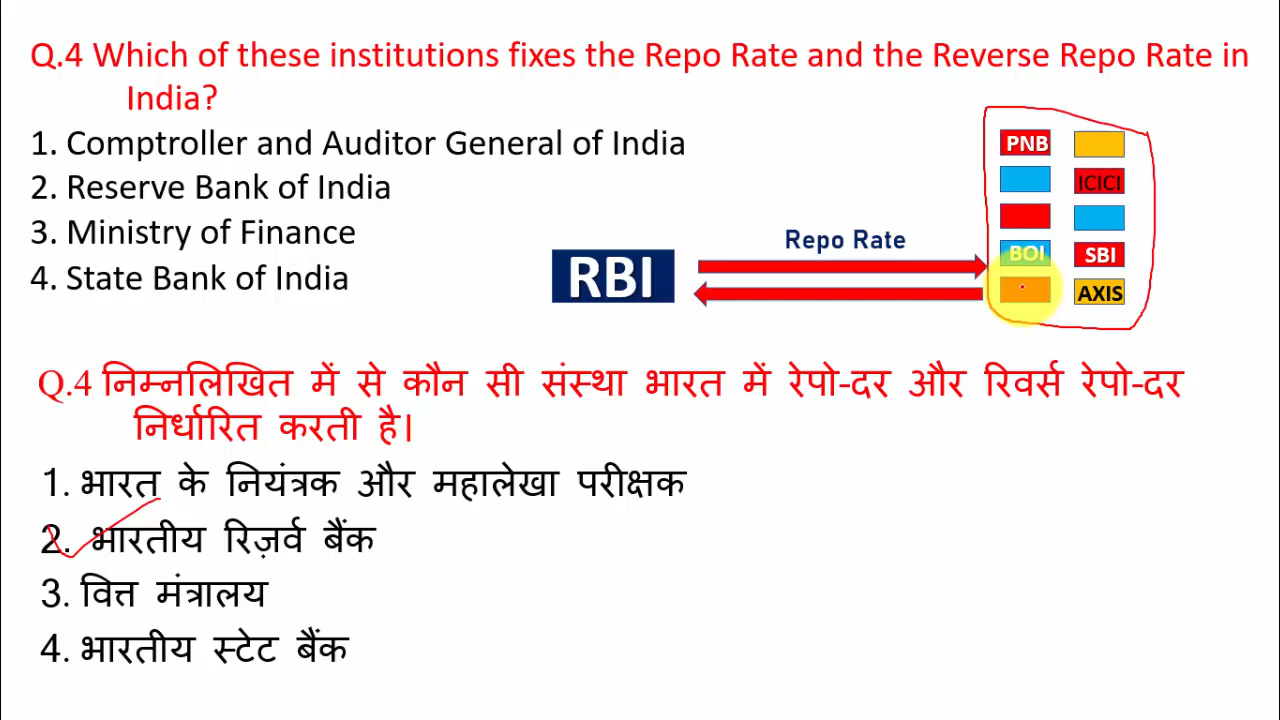 Q.4 Which of these institutions fixes the Repo Rate and the Reverse Repo Rate in
India?
1. Comptroller and Auditor General of India
2. Reserve Bank of India
3. Ministry of Finance
4. State Bank of India
RBI
Repo Rate
PNB
ICICI
BOI SBI
AXIS
Q.4 निम्नलिखित में से कौन सी संस्था भारत में रेपो-दर और रिवर्स रेपो-दर
निर्धारित करती है।
1. भारत के नियंत्रक और महालेखा परीक्षक
2. भारतीय रिज़र्व बैंक
3. वित्त मंत्रालय
4. भारतीय स्टेट बैंक